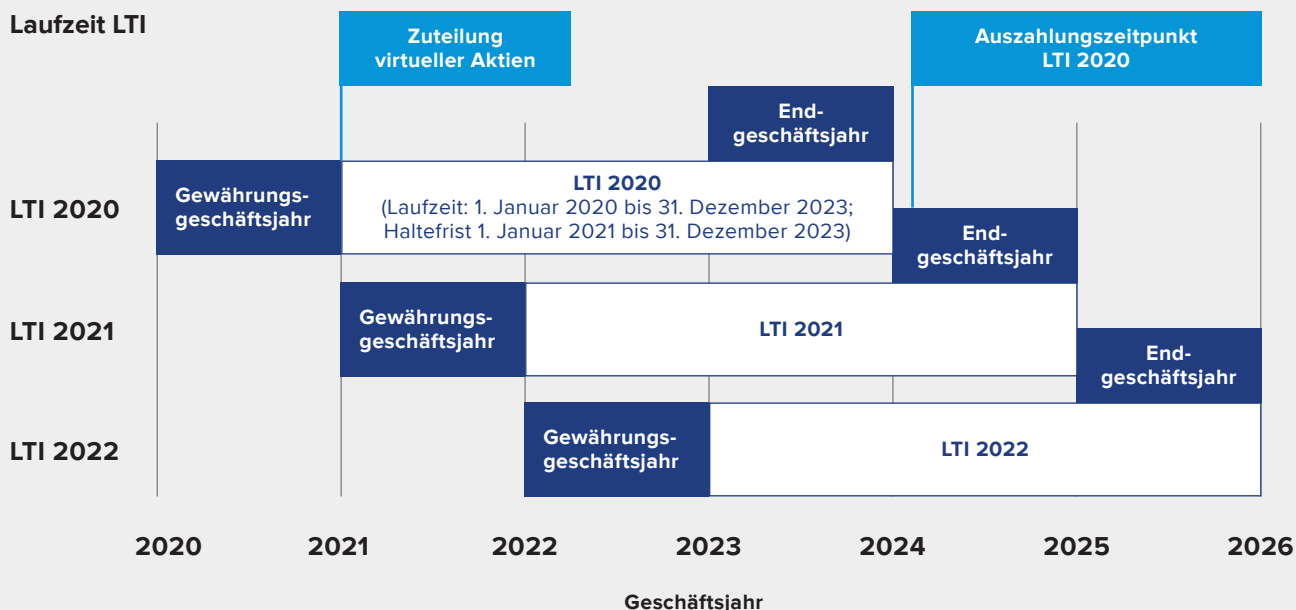 Laufzeit LTI
Zuteilung
virtueller Aktien
Auszahlungszeitpunkt
LTI 2020
End-
geschäftsjahr
LTI 2020
Gewährungs-
geschäftsjahr
LTI 2020
(Laufzeit: 1. Januar 2020 bis 31. Dezember 2023;
Haltefrist 1. Januar 2021 bis 31. Dezember 2023)
End-
geschäftsjahr
LTI 2021
Gewährungs-
geschäftsjahr
LTI 2021
End-
geschäftsjahr
LTI 2022
Gewährungs-
geschäftsjahr
LTI 2022
2020 2021 2022 2023 2024 2025 2026
Geschäftsjahr